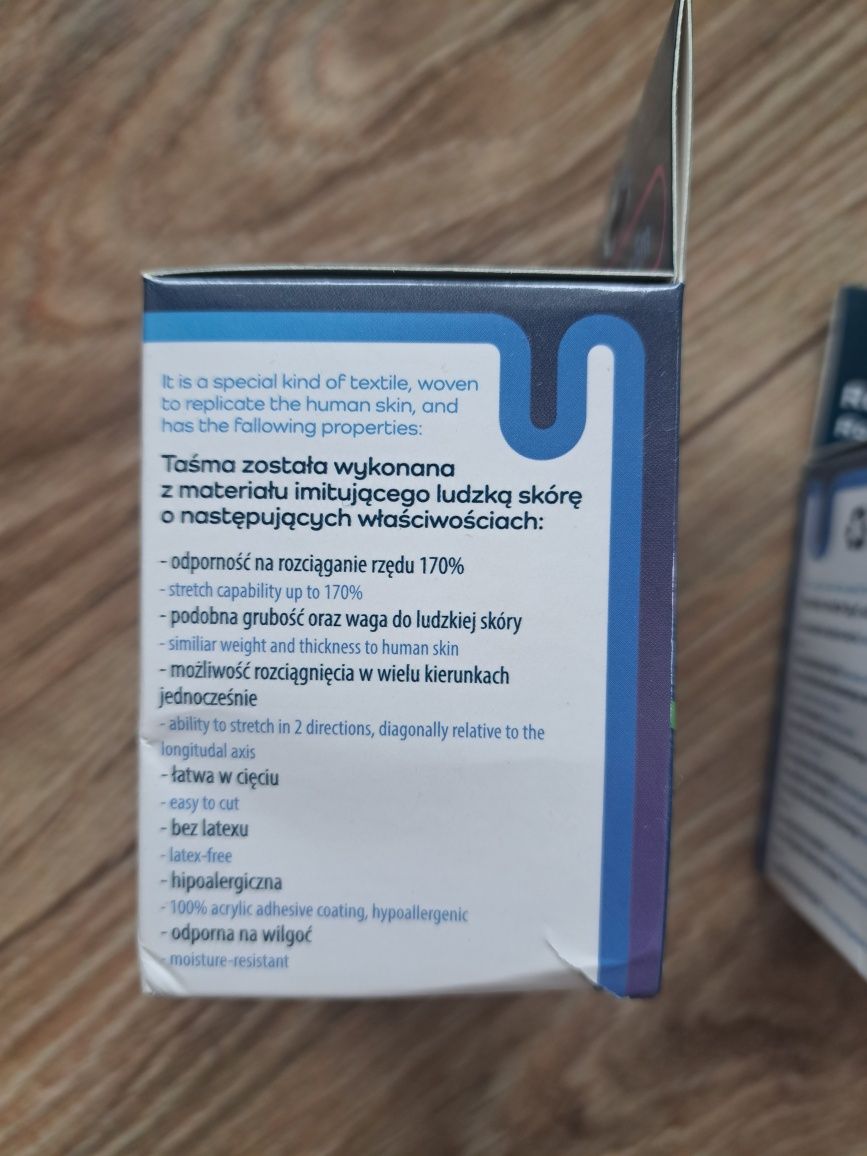 It is a special kind of textile, woven
to replicate the human skin, and
has the fallowing properties:
Taśma została wykonana
z materiału imitującego ludzką skórę
o następujących właściwościach:
- odporność na rozciąganie rzędu 170%
- stretch capability up to 170%
- podobna grubość oraz waga do ludzkiej skóry
- similiar weight and thickness to human skin
- możliwość rozciągnięcia w wielu kierunkach
jednocześnie
- ability to stretch in 2 directions, diagonally relative to the
longitudal axis
- łatwa w cięciu
- easy to cut
- bez latexu
- latex-free
- hipoalergiczna
- 100% acrylic adhesive coating, hypoallergenic
- odporna na wilgoć
- moisture-resistant